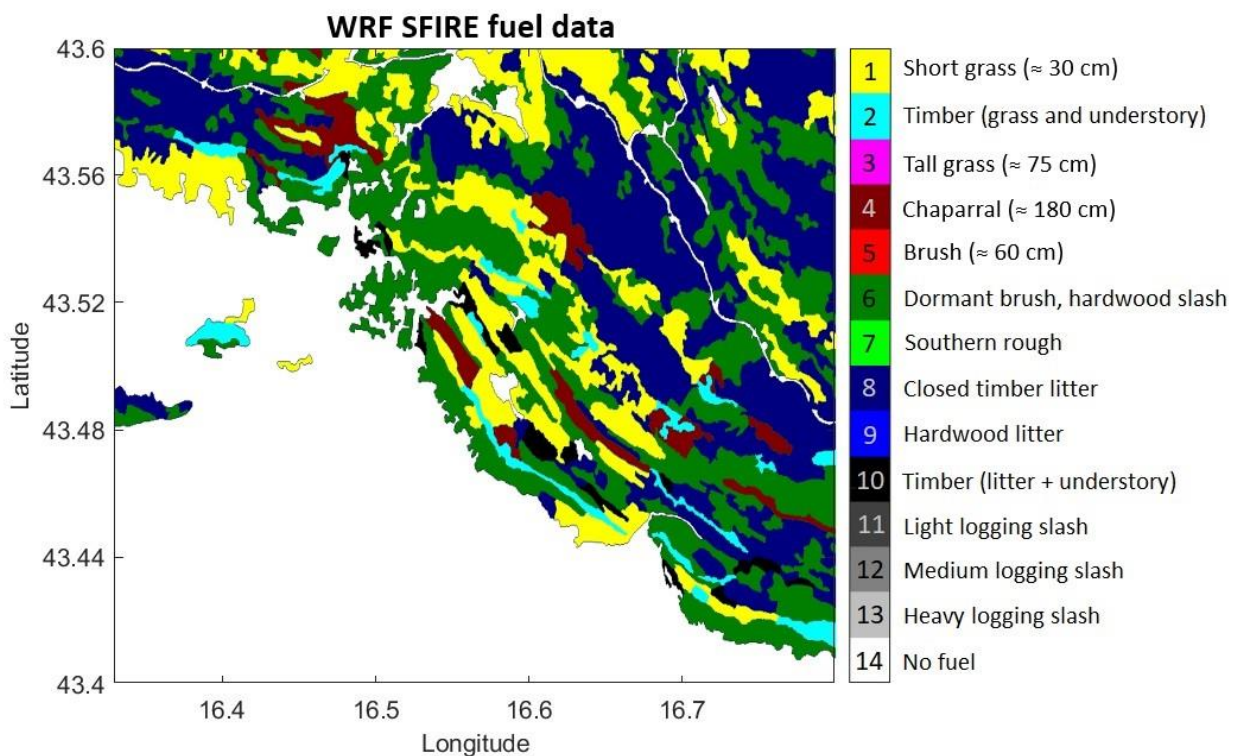 WRF SFIRE fuel data
43.6
43.56
43.52
43.48
43.44
43.4
Latitude
16.4
16.5
16.6
16.7
Longitude
1 Short grass (≈ 30 cm)
2 Timber (grass and understory)
3 Tall grass (≈ 75 cm)
4 Chaparral (≈ 180 cm)
5 Brush (≈ 60 cm)
6 Dormant brush, hardwood slash
7 Southern rough
8 Closed timber litter
9 Hardwood litter
10 Timber (litter + understory)
11 Light logging slash
12 Medium logging slash
13 Heavy logging slash
14 No fuel